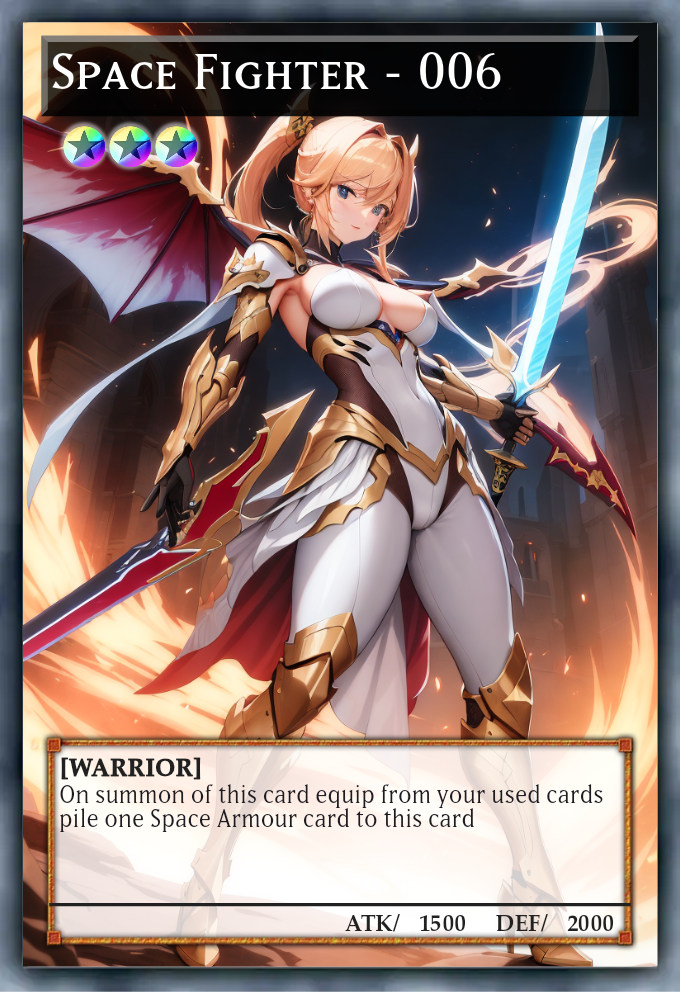 Space Fighter - 006
[WARRIOR]
On summon of this card equip from your used cards
pile one Space Armour card to this card
ATK/ 1500 DEF/ 2000